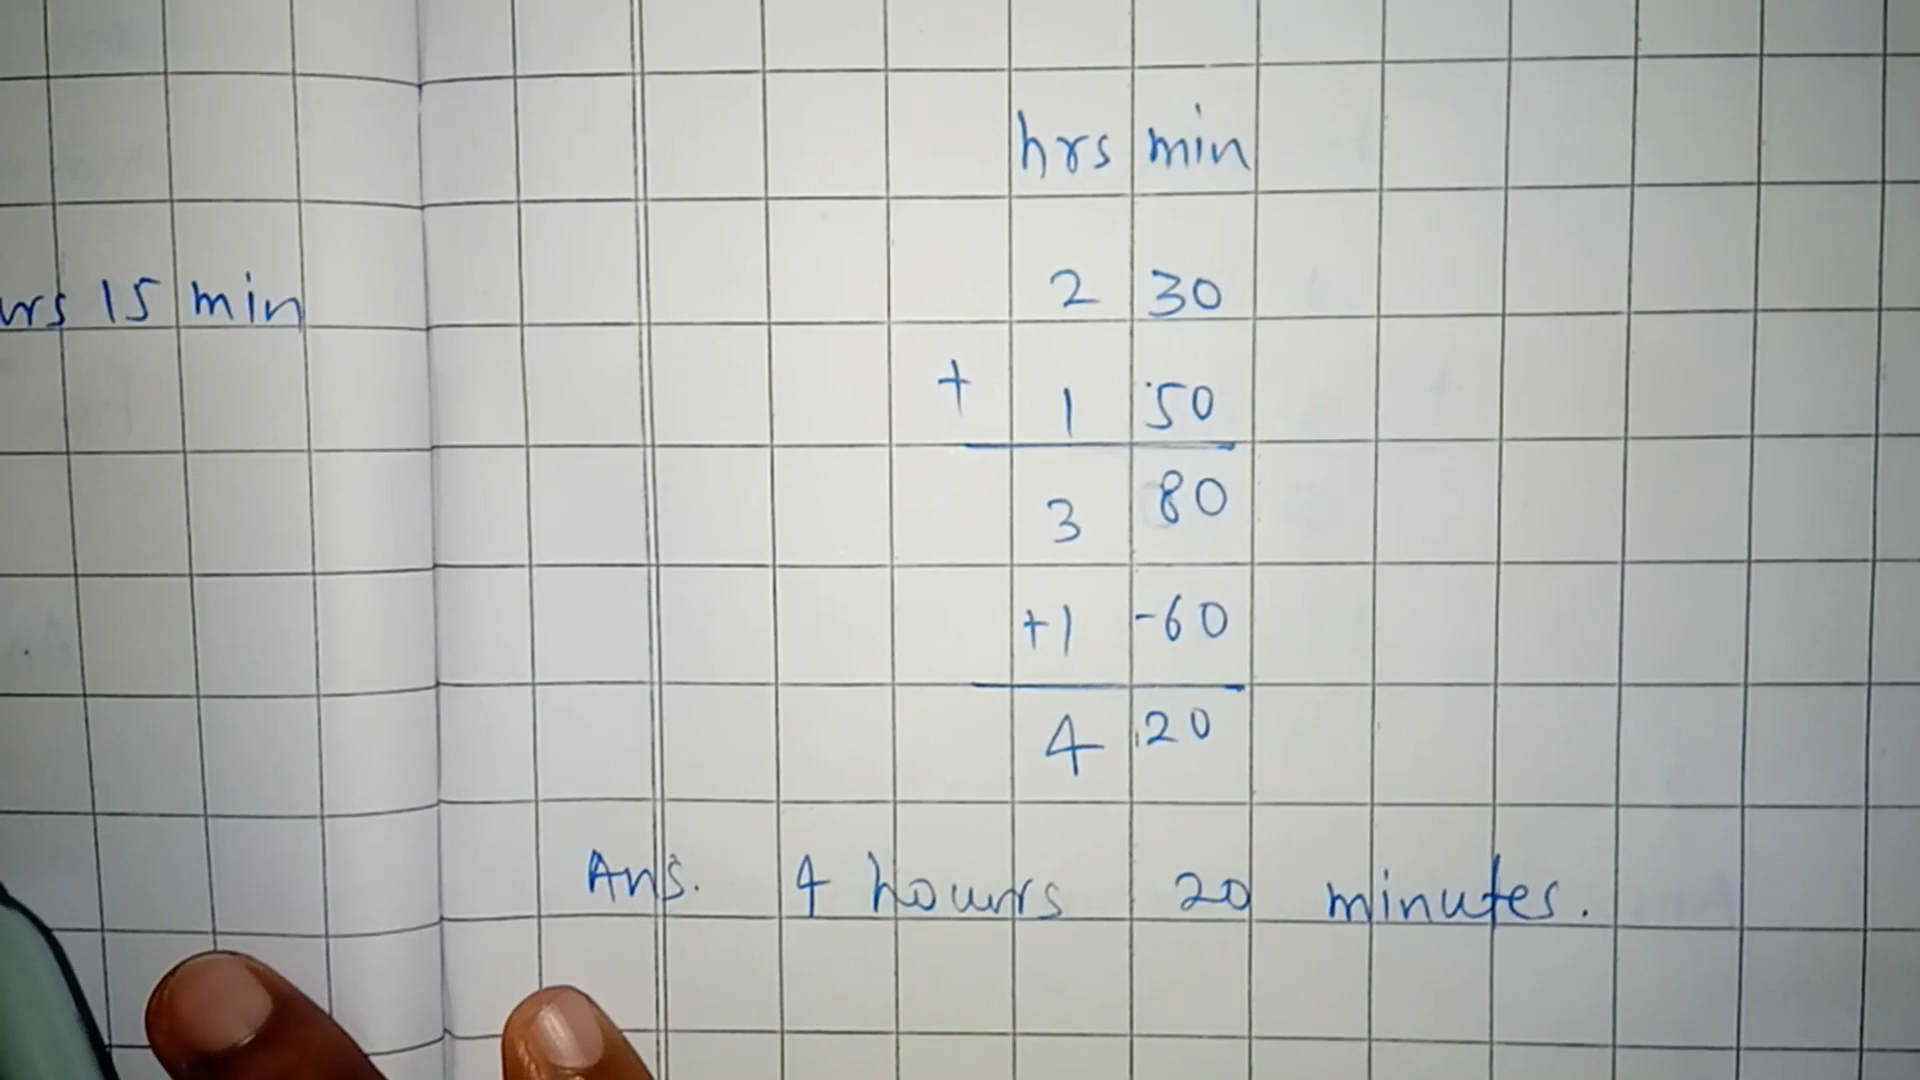 15 min
hrs min
2 30
+ 1 50
3 80
+1 -60
4 20
Ans. 4 hours 20 minutes.